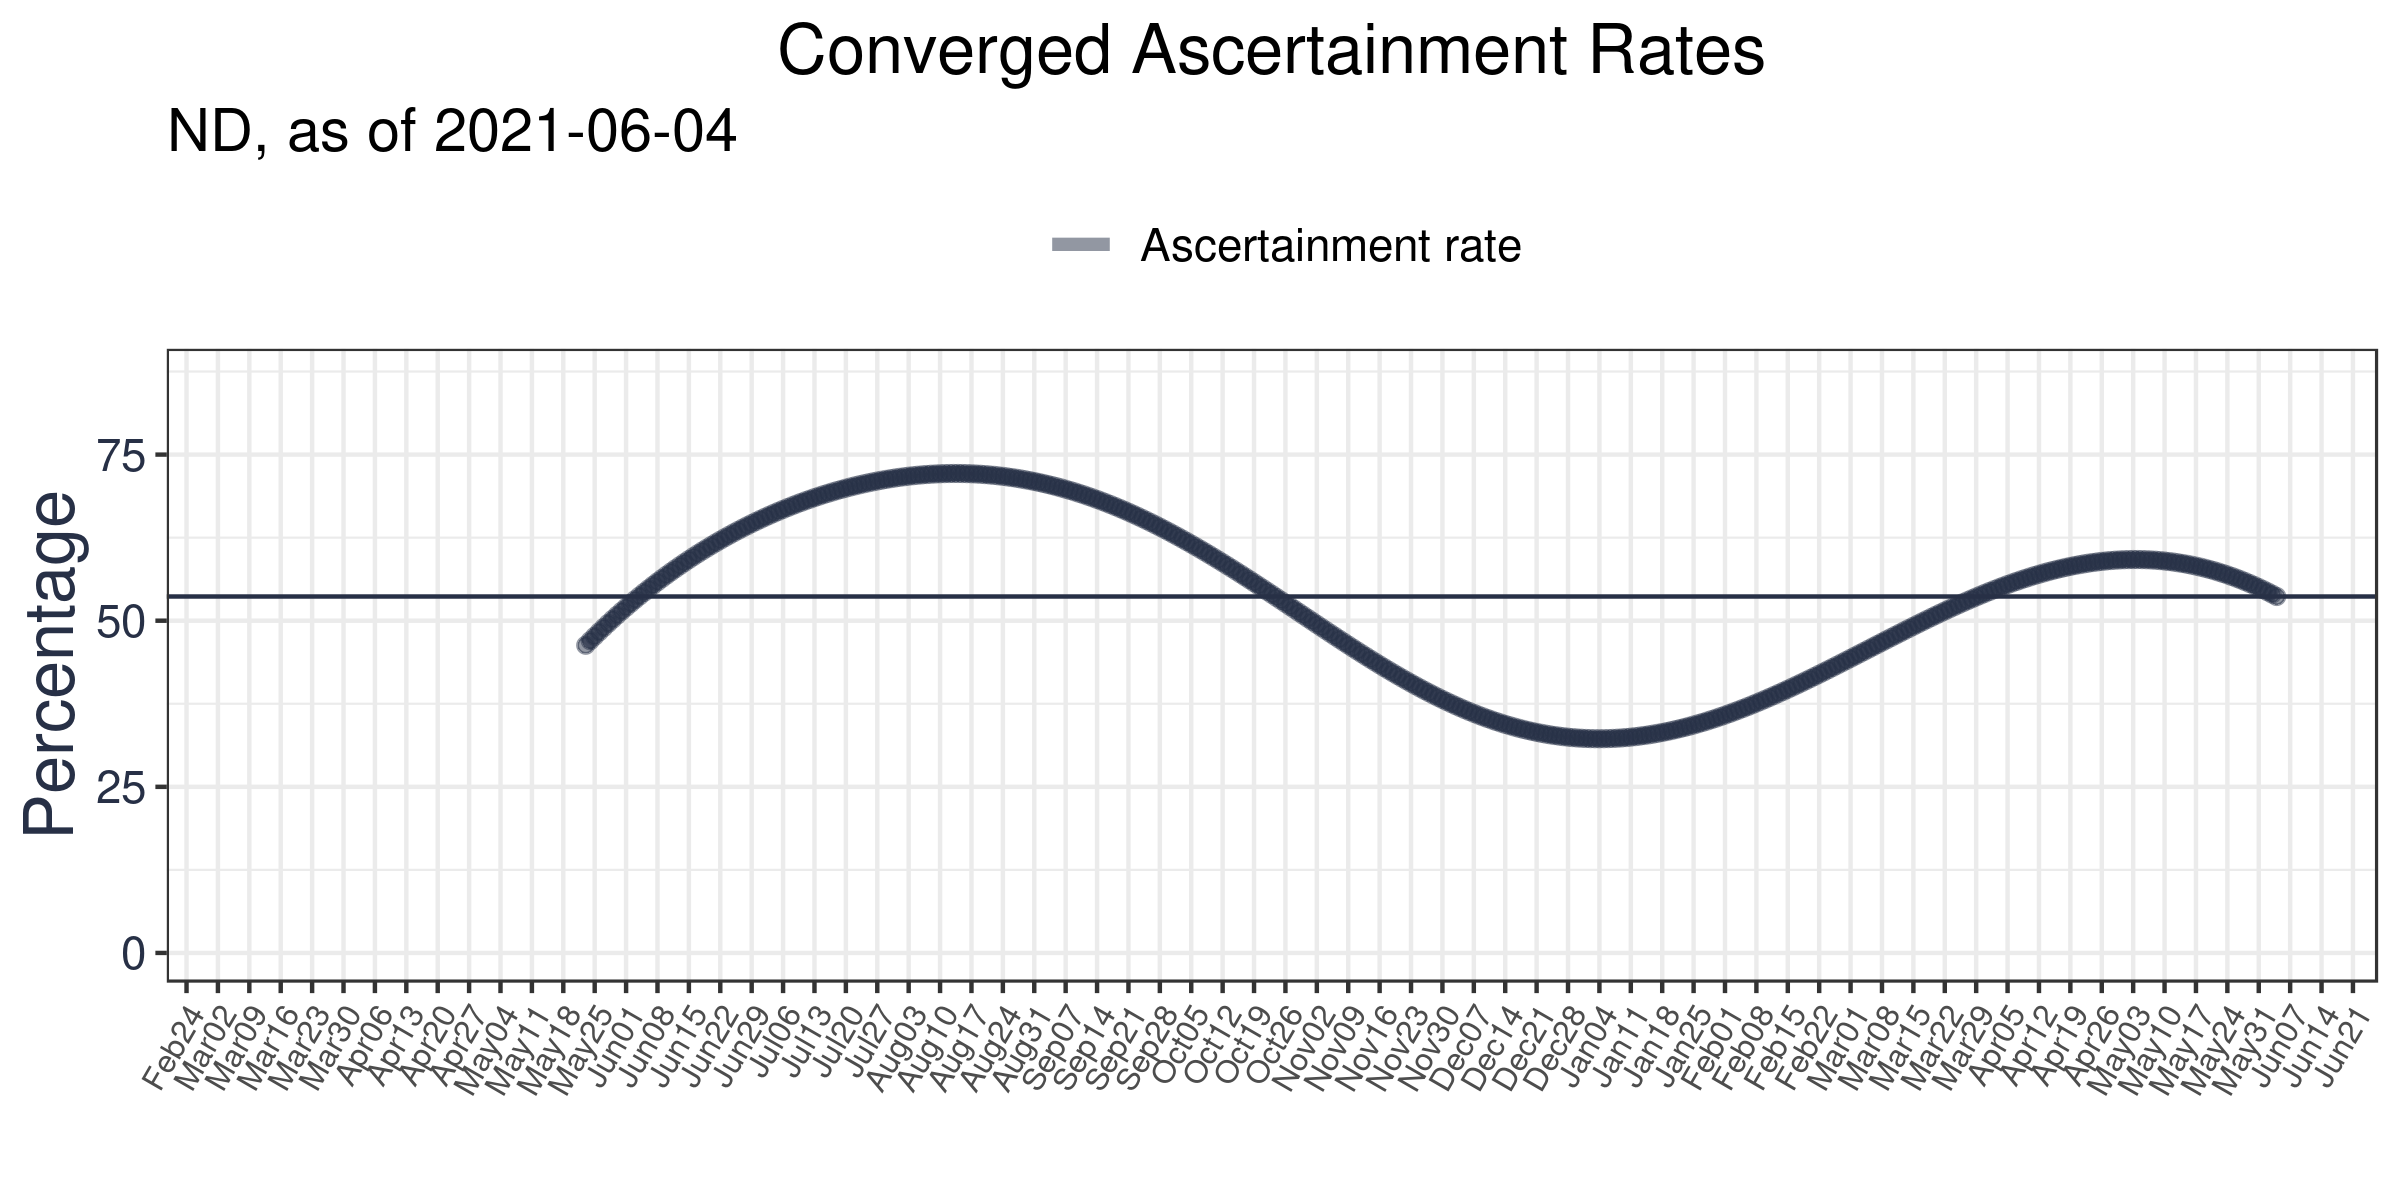 Converged Ascertainment Rates
ND, as of 2021-06-04
Ascertainment rate
Percentage
75
50
25
0
Feb24
Mar02
Mar09
Mar16
Mar23
Mar30
Apr06
Apr13
Apr20
Apr27
May04
May11
May18
May25
Jun01
Jun08
Jun15
Jun22
Jun29
Jul06
Jul13
Jul20
Jul27
Aug03
Aug10
Aug17
Aug24
Aug31
Sep07
Sep14
Sep21
Sep28
Oct05
Oct12
Oct19
Oct26
Nov02
Nov09
Nov16
Nov23
Nov30
Dec07
Dec14
Dec21
Dec28
Jan04
Jan11
Jan18
Jan25
Feb01
Feb08
Feb15
Feb22
Mar01
Mar08
Mar15
Mar22
Mar29
Apr05
Apr12
Apr19
Apr26
May03
May10
May17
May24
May31
Jun07
Jun14
Jun21